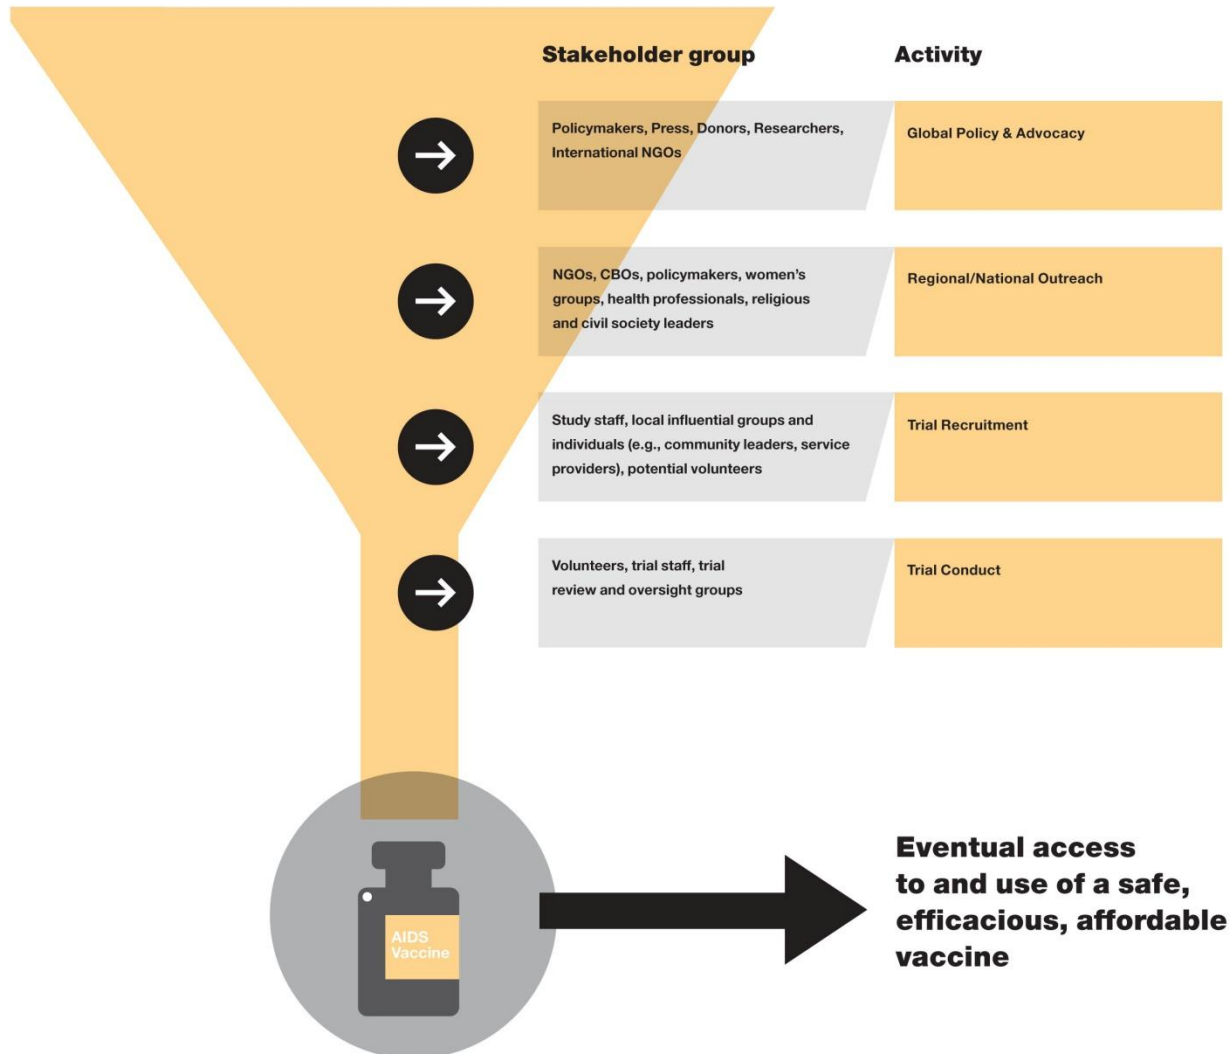 Stakeholder group
Activity
Policymakers, Press, Donors, Researchers,
International NGOs
Global Policy & Advocacy
NGOs, CBOs, policymakers, women's
groups, health professionals, religious
and civil society leaders
Regional/National Outreach
Study staff, local influential groups and
individuals (e.g., community leaders, service
providers), potential volunteers
Trial Recruitment
Volunteers, trial staff, trial
review and oversight groups
Trial Conduct
AIDS
Vaccine
Eventual access
to and use of a safe,
efficacious, affordable
vaccine